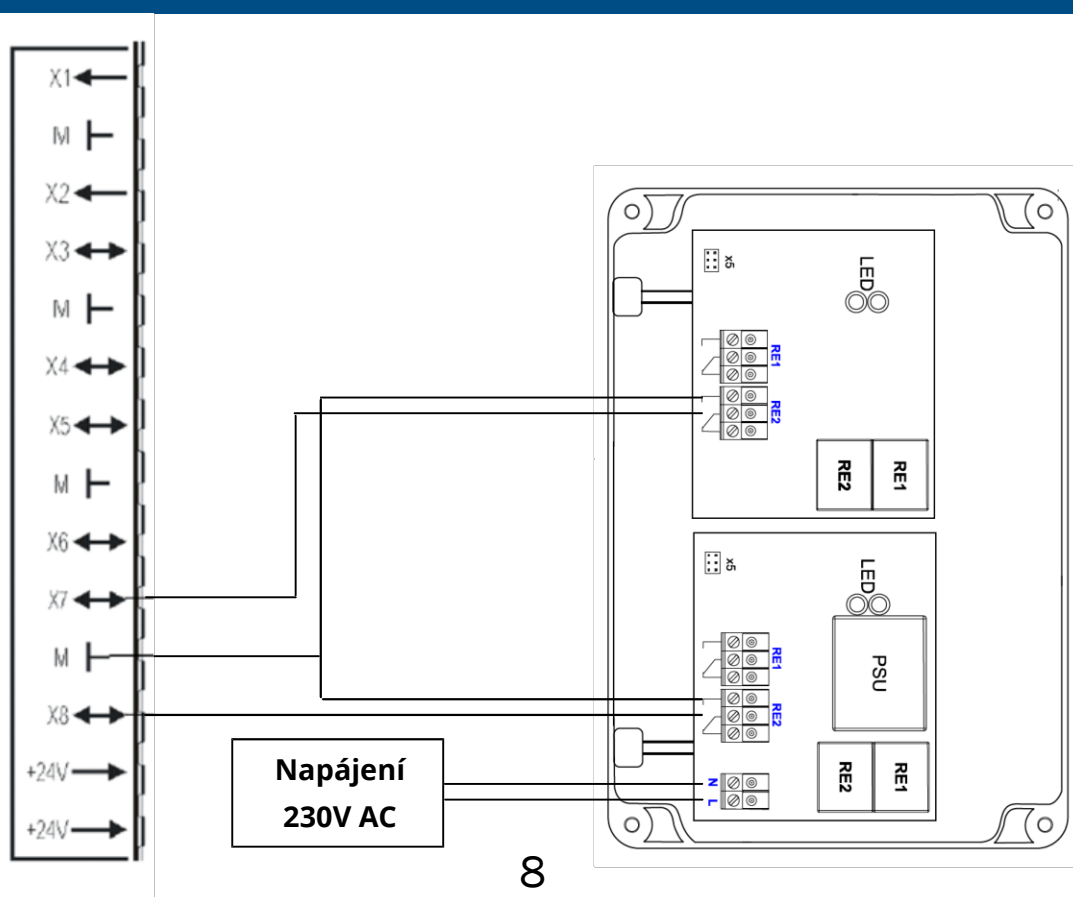 X1
M
X2
X3
M
X4
X5
M
X6
X7
M
X8
+24V
+24V
x5
LED
RE1
RE2
RE2
RE1
x5
LED
RE1
PSU
RE2
RE2
RE1
N
L
Napájení
230V AC
8